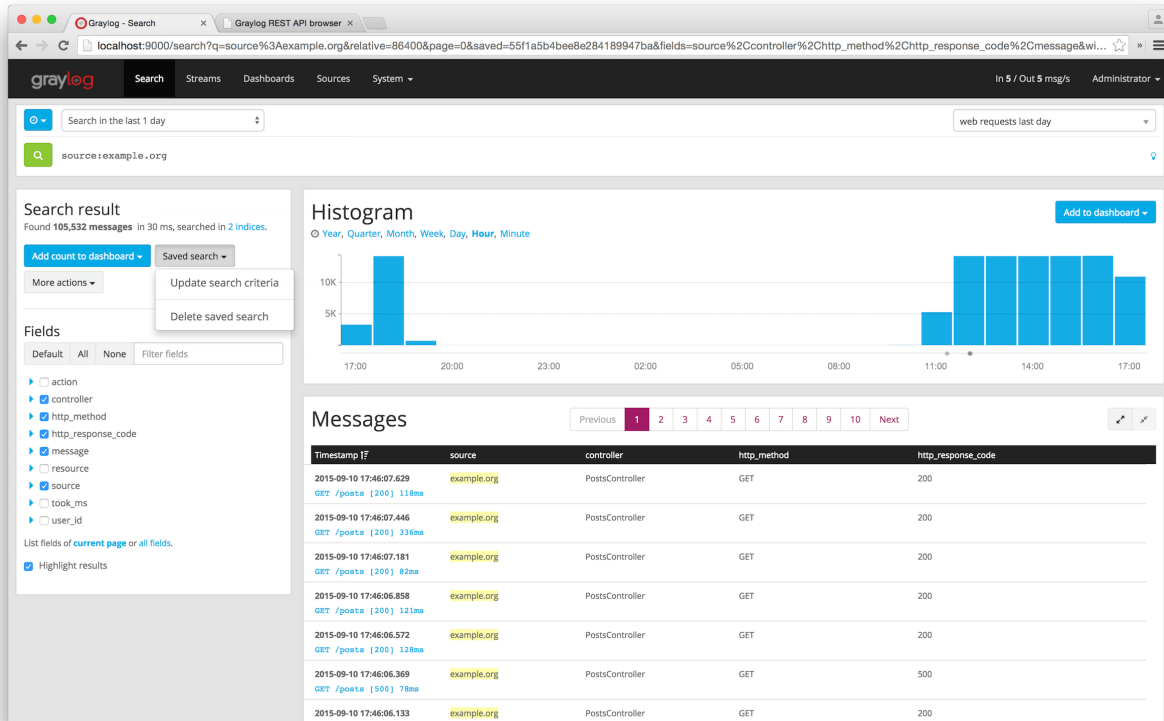 Graylog - Search
Graylog REST API browser
localhost:9000/search?q=source%3Aexample.org&relative=86400&page=0&saved=55f1a5b4bee8e284189947ba&fields=source%2Ccontroller%2Chttp_method%2Chttp_response_code%2Cmessage&wi...
graylog Search Streams Dashboards Sources System In 5 / Out 5 msg/s Administrator
Search in the last 1 day web requests last day
source:example.org
Search result
Found 105,532 messages in 30 ms, searched in 2 indices.
Add count to dashboard Saved search
More actions
Update search criteria
Delete saved search
Fields
Default All None Filter fields
action
controller
http_method
http_response_code
message
resource
source
took_ms
user_id
List fields of current page or all fields.
Highlight results
Histogram
Add to dashboard
Year, Quarter, Month, Week, Day, Hour, Minute
10K
5K
17:00 20:00 23:00 02:00 05:00 08:00 11:00 14:00 17:00
Messages
Previous 1 2 3 4 5 6 7 8 9 10 Next
Timestamp source controller http_method http_response_code
2015-09-10 17:46:07.629 example.org PostsController GET 200
GET /posts [200] 118ms
2015-09-10 17:46:07.446 example.org PostsController GET 200
GET /posts [200] 336ms
2015-09-10 17:46:07.181 example.org PostsController GET 200
GET /posts [200] 82ms
2015-09-10 17:46:06.858 example.org PostsController GET 200
GET /posts [200] 121ms
2015-09-10 17:46:06.572 example.org PostsController GET 200
GET /posts [200] 128ms
2015-09-10 17:46:06.369 example.org PostsController GET 500
GET /posts [500] 78ms
2015-09-10 17:46:06.133 example.org PostsController GET 200